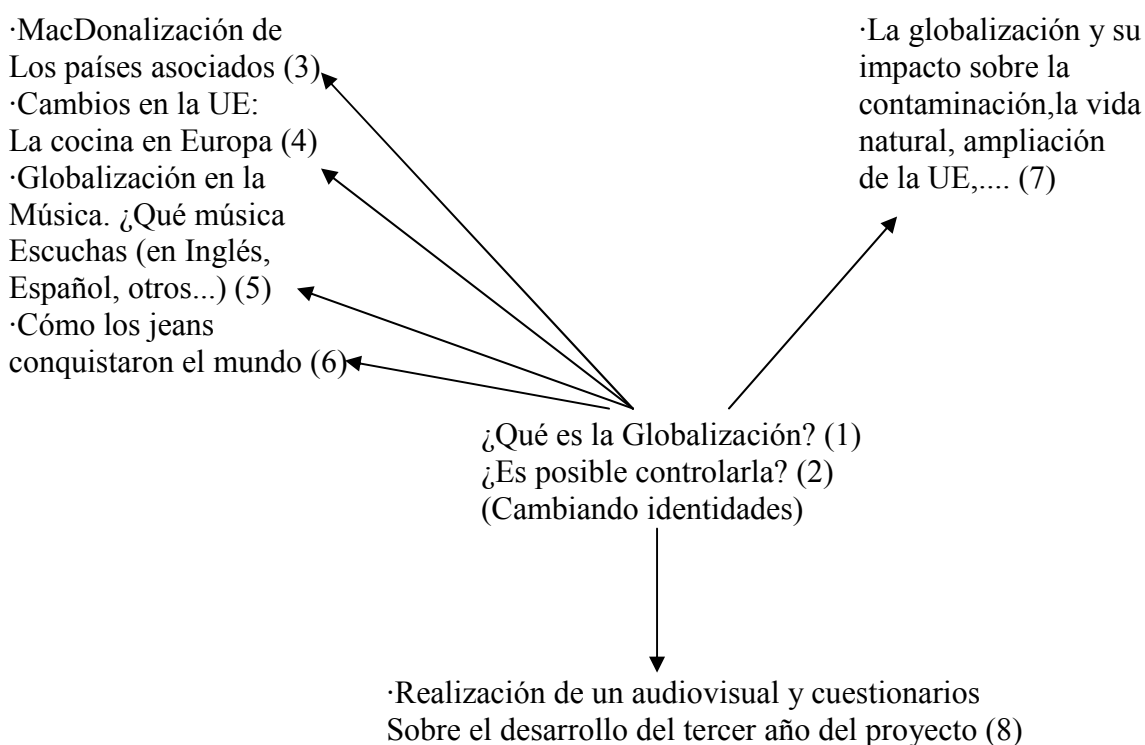 ·MacDonalización de
Los países asociados (3)
·Cambios en la UE:
La cocina en Europa (4)
·Globalización en la
Música. ¿Qué música
Escuchas (en Inglés,
Español, otros...) (5)
·Cómo los jeans
conquistaron el mundo (6)
·La globalización y su
impacto sobre la
contaminación,la vida
natural, ampliación
de la UE,.... (7)
¿Qué es la Globalización? (1)
¿Es posible controlarla? (2)
(Cambiando identidades)
·Realización de un audiovisual y cuestionarios
Sobre el desarrollo del tercer año del proyecto (8)